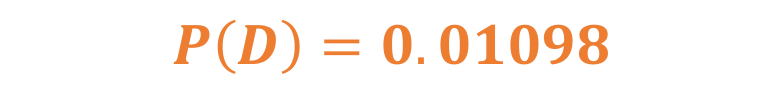 P(D) = 0.01098